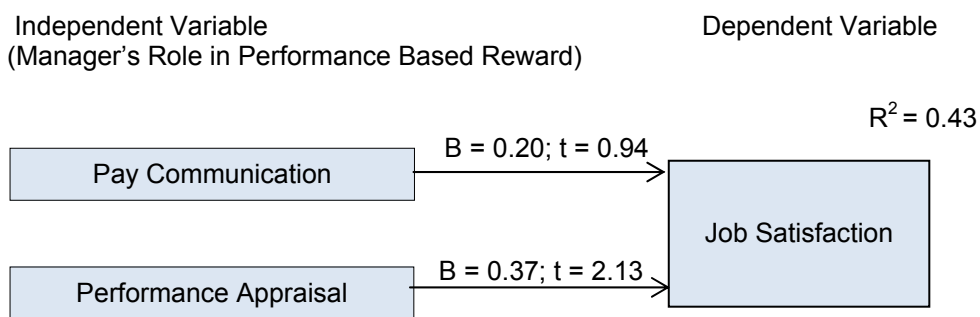 Independent Variable
(Manager’s Role in Performance Based Reward)
Dependent Variable
R² = 0.43
B = 0.20; t = 0.94
Pay Communication
Job Satisfaction
B = 0.37; t = 2.13
Performance Appraisal